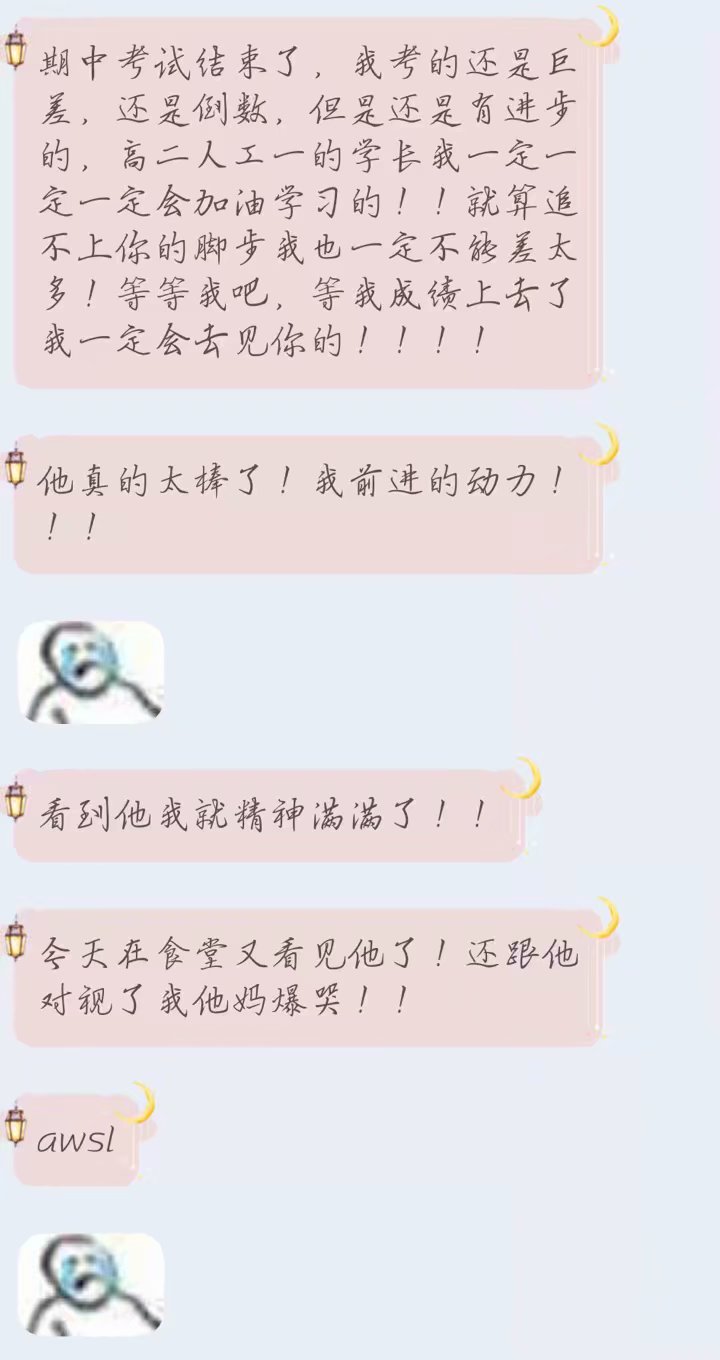 期中考试结束了，我考的还是巨
差，还是倒数，但是还是有进步
的，高二人工一的学长我一定一
定一定会加油学习的！！就算追
不上你的脚步我也一定不能差太
多！等等我吧，等我成绩上去了
我一定会去见你的！！！！
他真的太棒了！我前进的动力！
！！
看到他我就精神满满了！！
今天在食堂又看见他了！还跟他
对视了我他妈爆哭！！
awsl